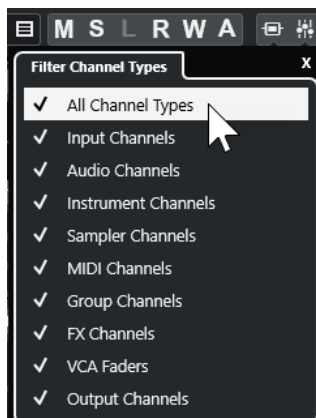 M S L R W A
Filter Channel Types X
All Channel Types
Input Channels
Audio Channels
Instrument Channels
Sampler Channels
MIDI Channels
Group Channels
FX Channels
VCA Faders
Output Channels